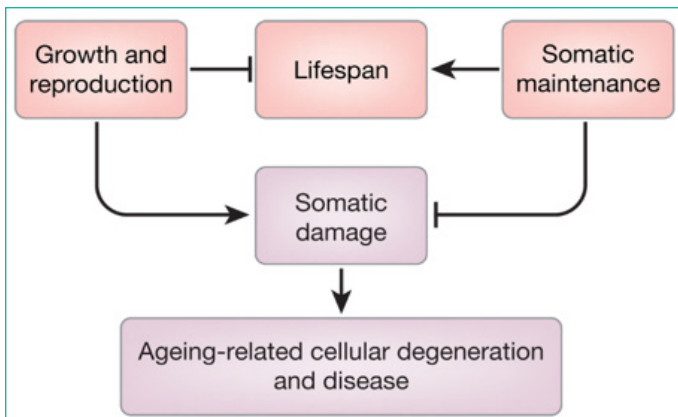 Growth and
reproduction
Lifespan
Somatic
maintenance
Somatic
damage
Ageing-related cellular degeneration
and disease